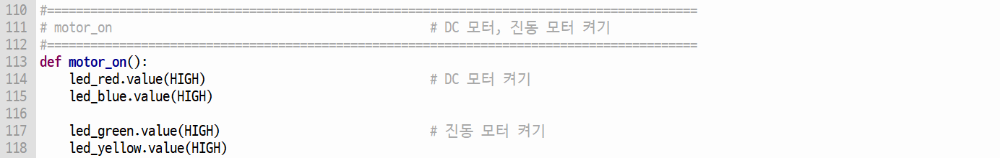 110 #==========================================================================================
111 # motor_on # DC 모터, 진동 모터 켜기
112 #==========================================================================================
113 def motor_on():
114     led_red.value(HIGH) # DC 모터 켜기
115     led_blue.value(HIGH)
116
117     led_green.value(HIGH) # 진동 모터 켜기
118     led_yellow.value(HIGH)